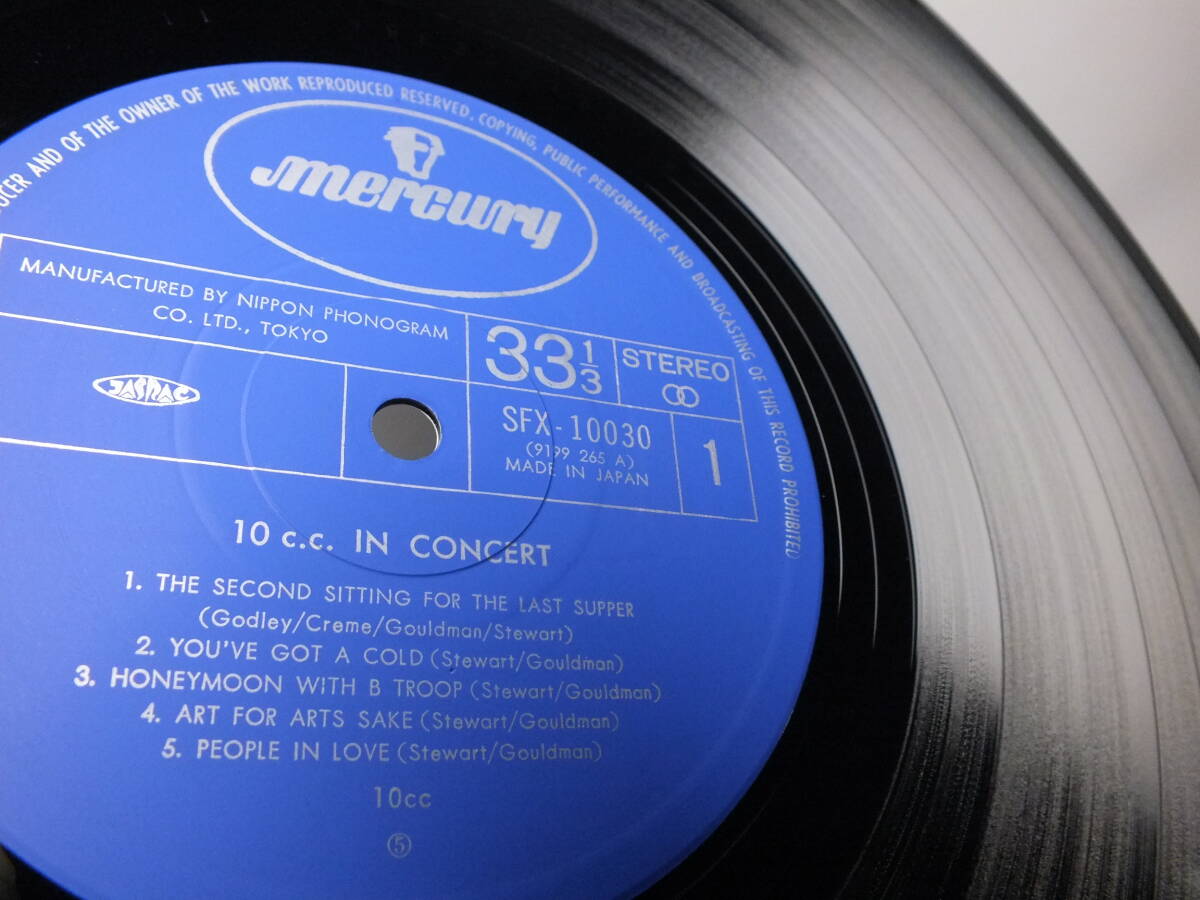 UCER AND OF THE OWNER OF THE WORK REPRODUCED RESERVED. COPYING, PUBLIC PERFORMANCE AND BROADCASTING OF THIS RECORD PROHIBITED
mercury
MANUFACTURED BY NIPPON PHONOGRAM
CO. LTD., TOKYO
33 1/3
STEREO
JASRAC
SFX-10030
(9199 265 A)
MADE IN JAPAN
1
10 c.c. IN CONCERT
1. THE SECOND SITTING FOR THE LAST SUPPER
(Godley/Creme/Gouldman/Stewart)
2. YOU'VE GOT A COLD (Stewart/Gouldman)
3. HONEYMOON WITH B TROOP (Stewart/Gouldman)
4. ART FOR ARTS SAKE (Stewart/Gouldman)
5. PEOPLE IN LOVE (Stewart/Gouldman)
10cc
⑤